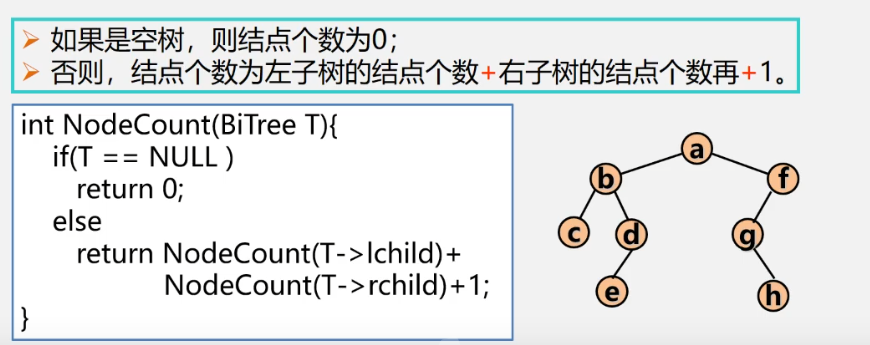 如果是空树，则结点个数为0；
否则，结点个数为左子树的结点个数+右子树的结点个数再+1。
int NodeCount(BiTree T){
if(T == NULL )
return 0;
else
return NodeCount(T->lchild)+
NodeCount(T->rchild)+1;
}
a
b
f
c
d
g
e
h